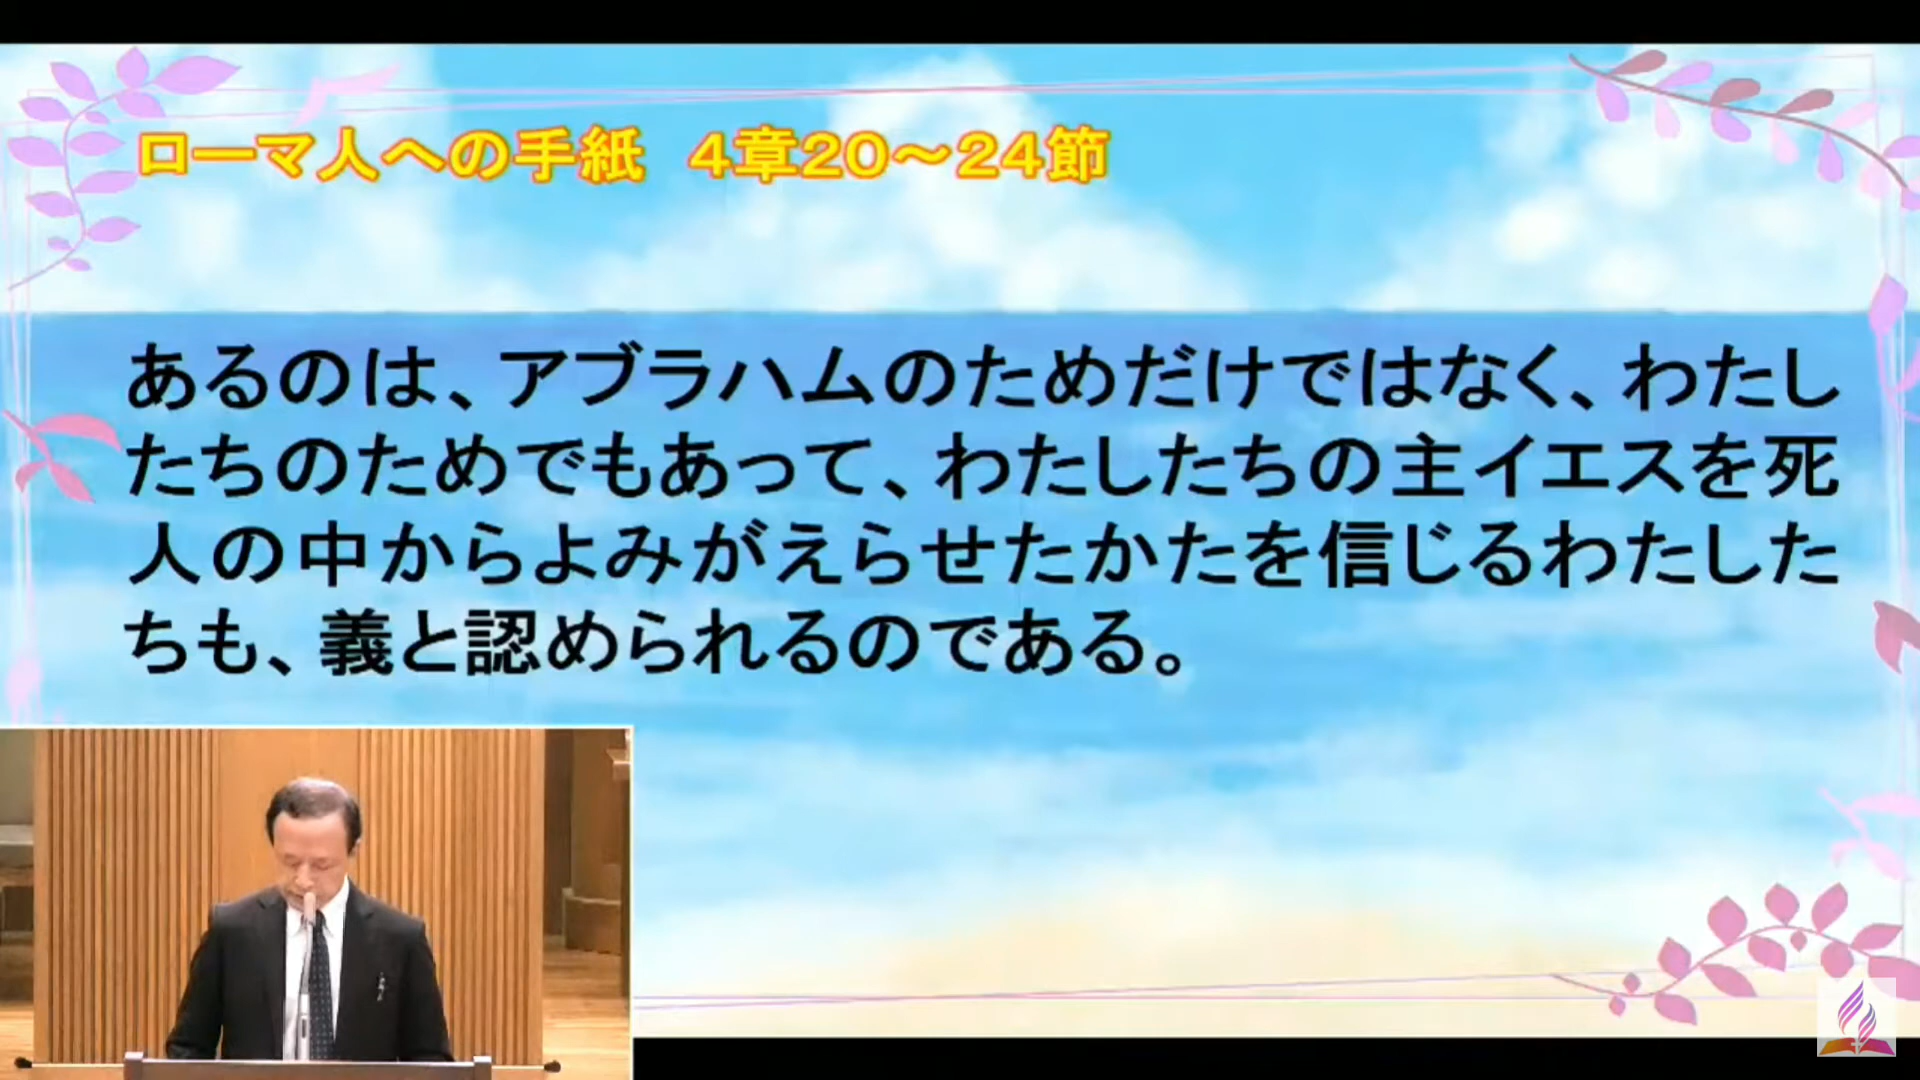 ローマ人への手紙　4章20～24節
あるのは、アブラハムのためだけではなく、わたし
たちのためでもあって、わたしたちの主イエスを死
人の中からよみがえらせたかたを信じるわたした
ちも、義と認められるのである。